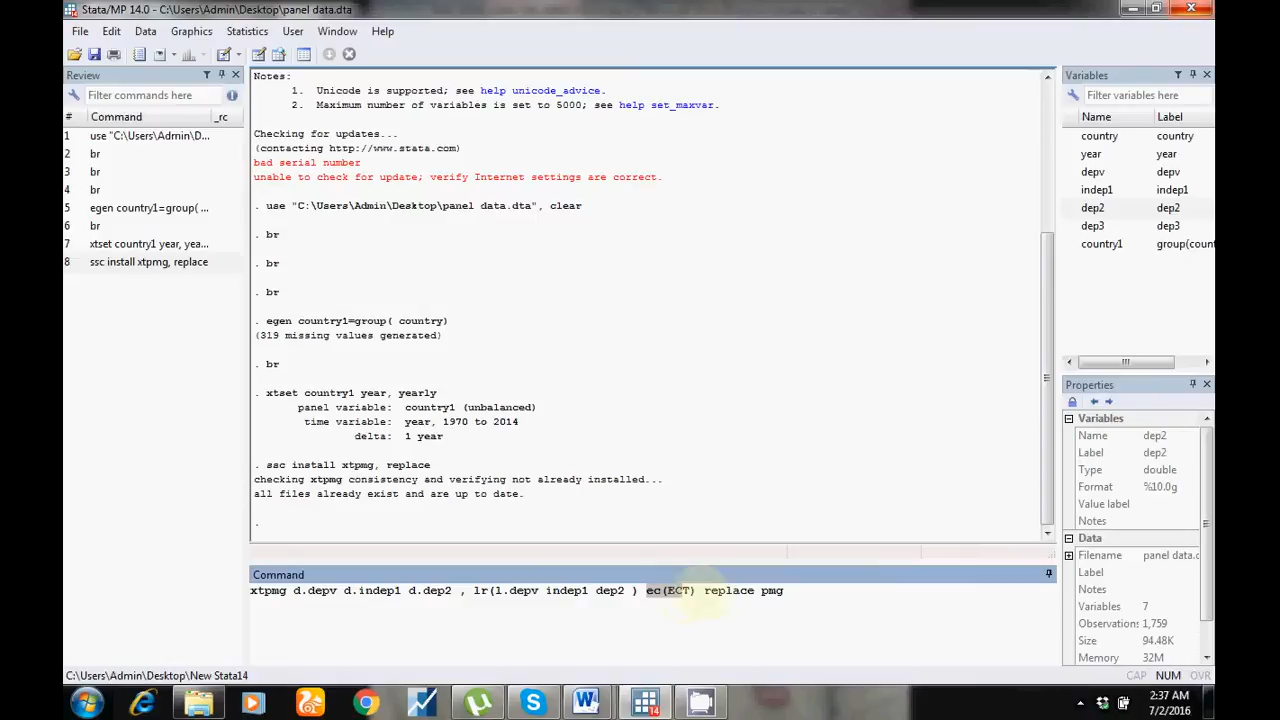 Stata/MP 14.0 - C:\Users\Admin\Desktop\panel data.dta
File Edit Data Graphics Statistics User Window Help
Review
Filter commands here
# Command _rc
1 use "C:\Users\Admin\D...
2 br
3 br
4 br
5 egen country1=group( ...
6 br
7 xtset country1 year, yea...
8 ssc install xtpmg, replace
Notes:
1. Unicode is supported; see help unicode_advice.
2. Maximum number of variables is set to 5000; see help set_maxvar.
Checking for updates...
(contacting http://www.stata.com)
bad serial number
unable to check for update; verify Internet settings are correct.
. use "C:\Users\Admin\Desktop\panel data.dta", clear
. br
. br
. br
. egen country1=group( country)
(319 missing values generated)
. br
. xtset country1 year, yearly
panel variable: country1 (unbalanced)
time variable: year, 1970 to 2014
delta: 1 year
. ssc install xtpmg, replace
checking xtpmg consistency and verifying not already installed...
all files already exist and are up to date.
.
Command
xtpmg d.depv d.indep1 d.dep2 , lr(l.depv indep1 dep2 ) ec(ECT) replace pmg
Variables
Filter variables here
Name Label
country country
year year
depv depv
indep1 indep1
dep2 dep2
dep3 dep3
country1 group(count
Properties
Variables
Name dep2
Label dep2
Type double
Format %10.0g
Value label
Notes
Data
Filename panel data.c
Label
Notes
Variables 7
Observations 1,759
Size 94.48K
Memory 32M
C:\Users\Admin\Desktop\New Stata14
CAP NUM OVR
14
2:37 AM
7/2/2016